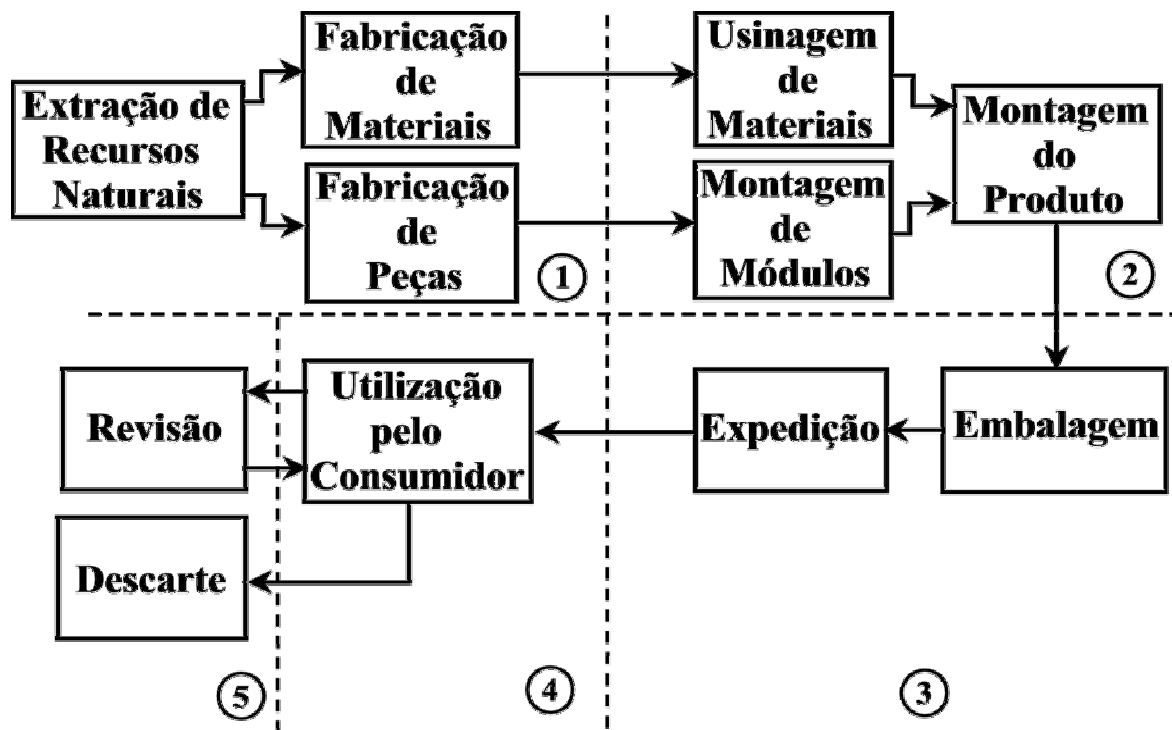 Extração de
Recursos
Naturais
Fabricação
de
Materiais
Fabricação
de
Peças
1
Usinagem
de
Materiais
Montagem
de
Módulos
Montagem
do
Produto
2
Embalagem
Expedição
3
Utilização
pelo
Consumidor
4
Revisão
Descarte
5